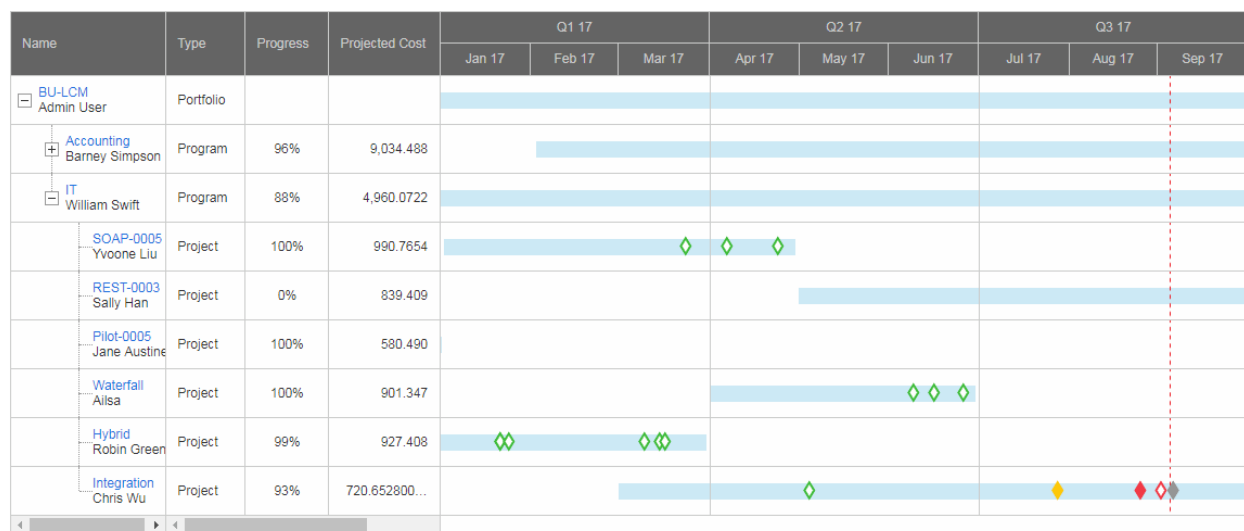 Name Type Progress Projected Cost Q1 17 Q2 17 Q3 17
Jan 17 Feb 17 Mar 17 Apr 17 May 17 Jun 17 Jul 17 Aug 17 Sep 17
BU-LCM
Admin User
Portfolio
Accounting
Barney Simpson
Program 96% 9,034.488
IT
William Swift
Program 88% 4,960.0722
SOAP-0005
Yvoone Liu
Project 100% 990.7654
REST-0003
Sally Han
Project 0% 839.409
Pilot-0005
Jane Austine
Project 100% 580.490
Waterfall
Ailsa
Project 100% 901.347
Hybrid
Robin Green
Project 99% 927.408
Integration
Chris Wu
Project 93% 720.652800...